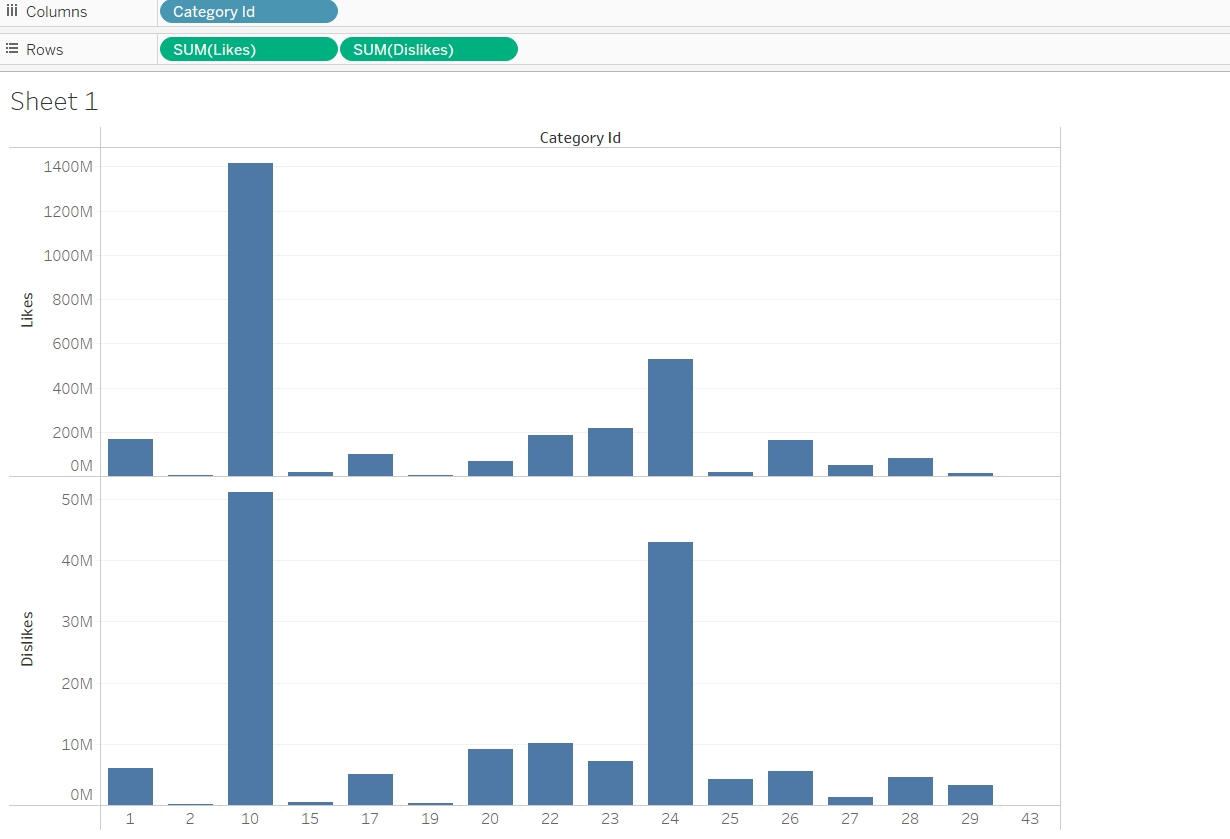 Columns Category Id
Rows SUM(Likes) SUM(Dislikes)
Sheet 1
Category Id
Likes
1400M
1200M
1000M
800M
600M
400M
200M
0M
Dislikes
50M
40M
30M
20M
10M
0M
1 2 10 15 17 19 20 22 23 24 25 26 27 28 29 43